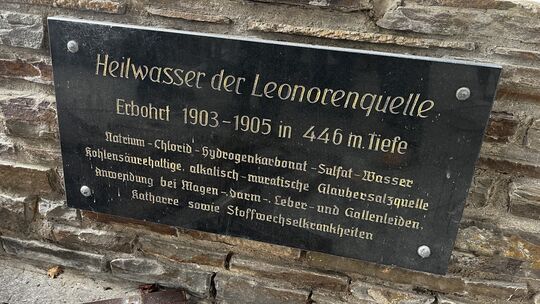 Heilwasser der Leonorenquelle
Erbohrt 1903-1905 in 446 m. Tiefe
Natrium-Chlorid-Hydrogenkarbonat-Sulfat-Wasser
Kohlensäurehaltige, alkalisch-muratische Glaubersalzquelle
Anwendung bei Magen-, darm-, Leber- und Gallenleiden,
Katharre sowie Stoffwechselkrankheiten